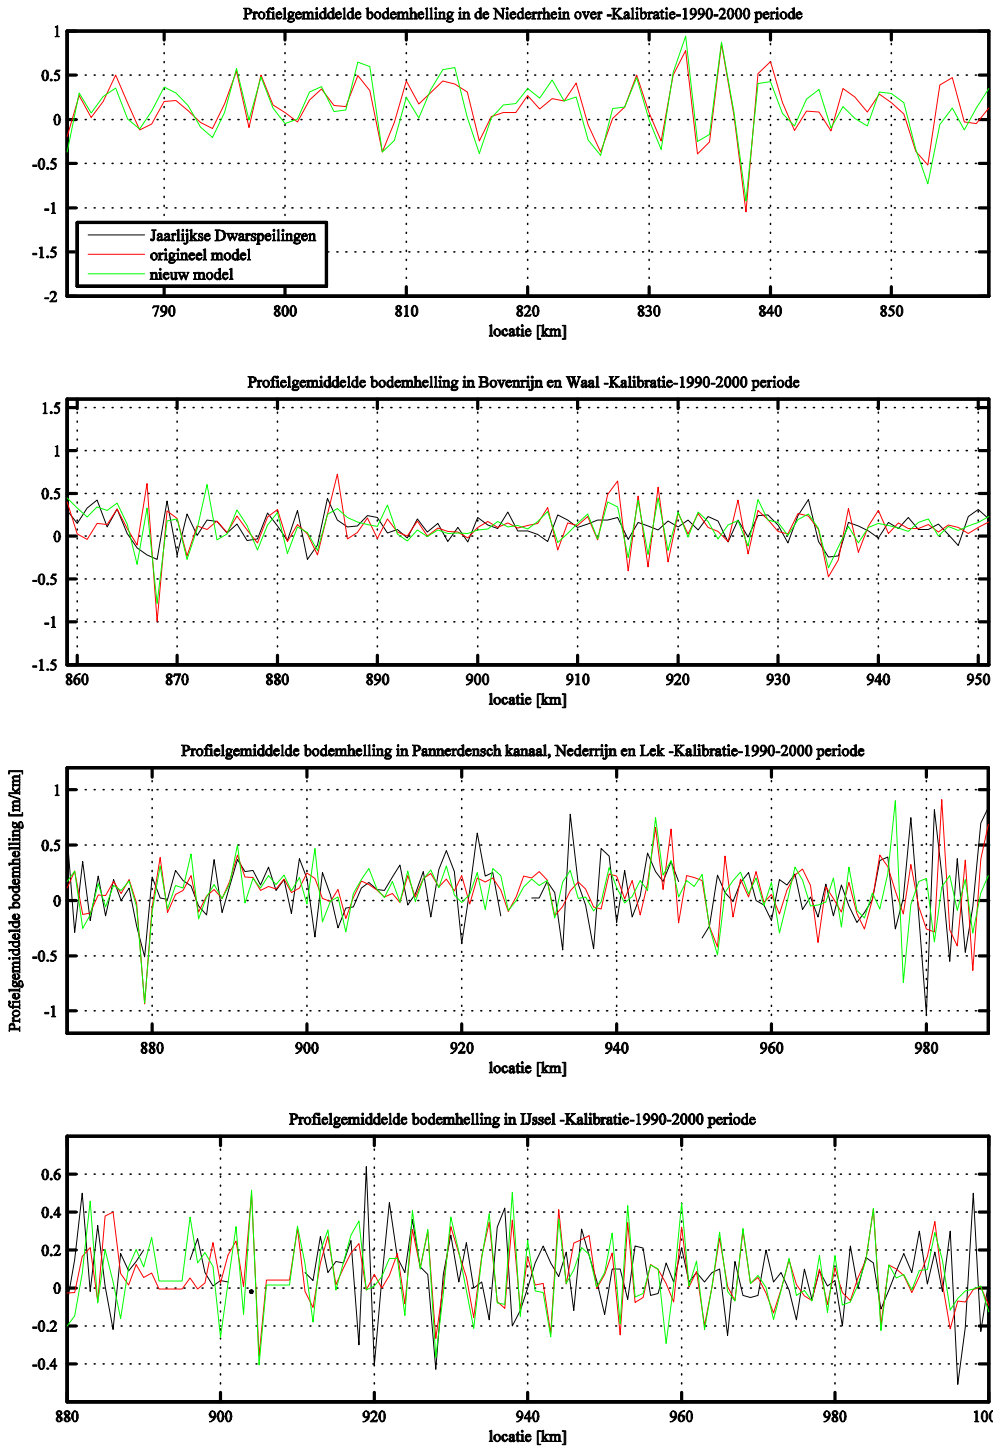 Profielgemiddelde bodemhelling in de Niederrhein over -Kalibratie-1990-2000 periode
1
0.5
0
-0.5
-1
-1.5
-2
Jaarlijkse Dwarspeilingen
origineel model
nieuw model
790 800 810 820 830 840 850
locatie [km]
Profielgemiddelde bodemhelling in Bovenrijn en Waal -Kalibratie-1990-2000 periode
1.5
1
0.5
0
-0.5
-1
-1.5
860 870 880 890 900 910 920 930 940 950
locatie [km]
Profielgemiddelde bodemhelling in Pannerdensch kanaal, Nederrijn en Lek -Kalibratie-1990-2000 periode
Profielgemiddelde bodemhelling [m/km]
1
0.5
0
-0.5
-1
880 900 920 940 960 980
locatie [km]
Profielgemiddelde bodemhelling in IJssel -Kalibratie-1990-2000 periode
0.6
0.4
0.2
0
-0.2
-0.4
880 900 920 940 960 980 100
locatie [km]